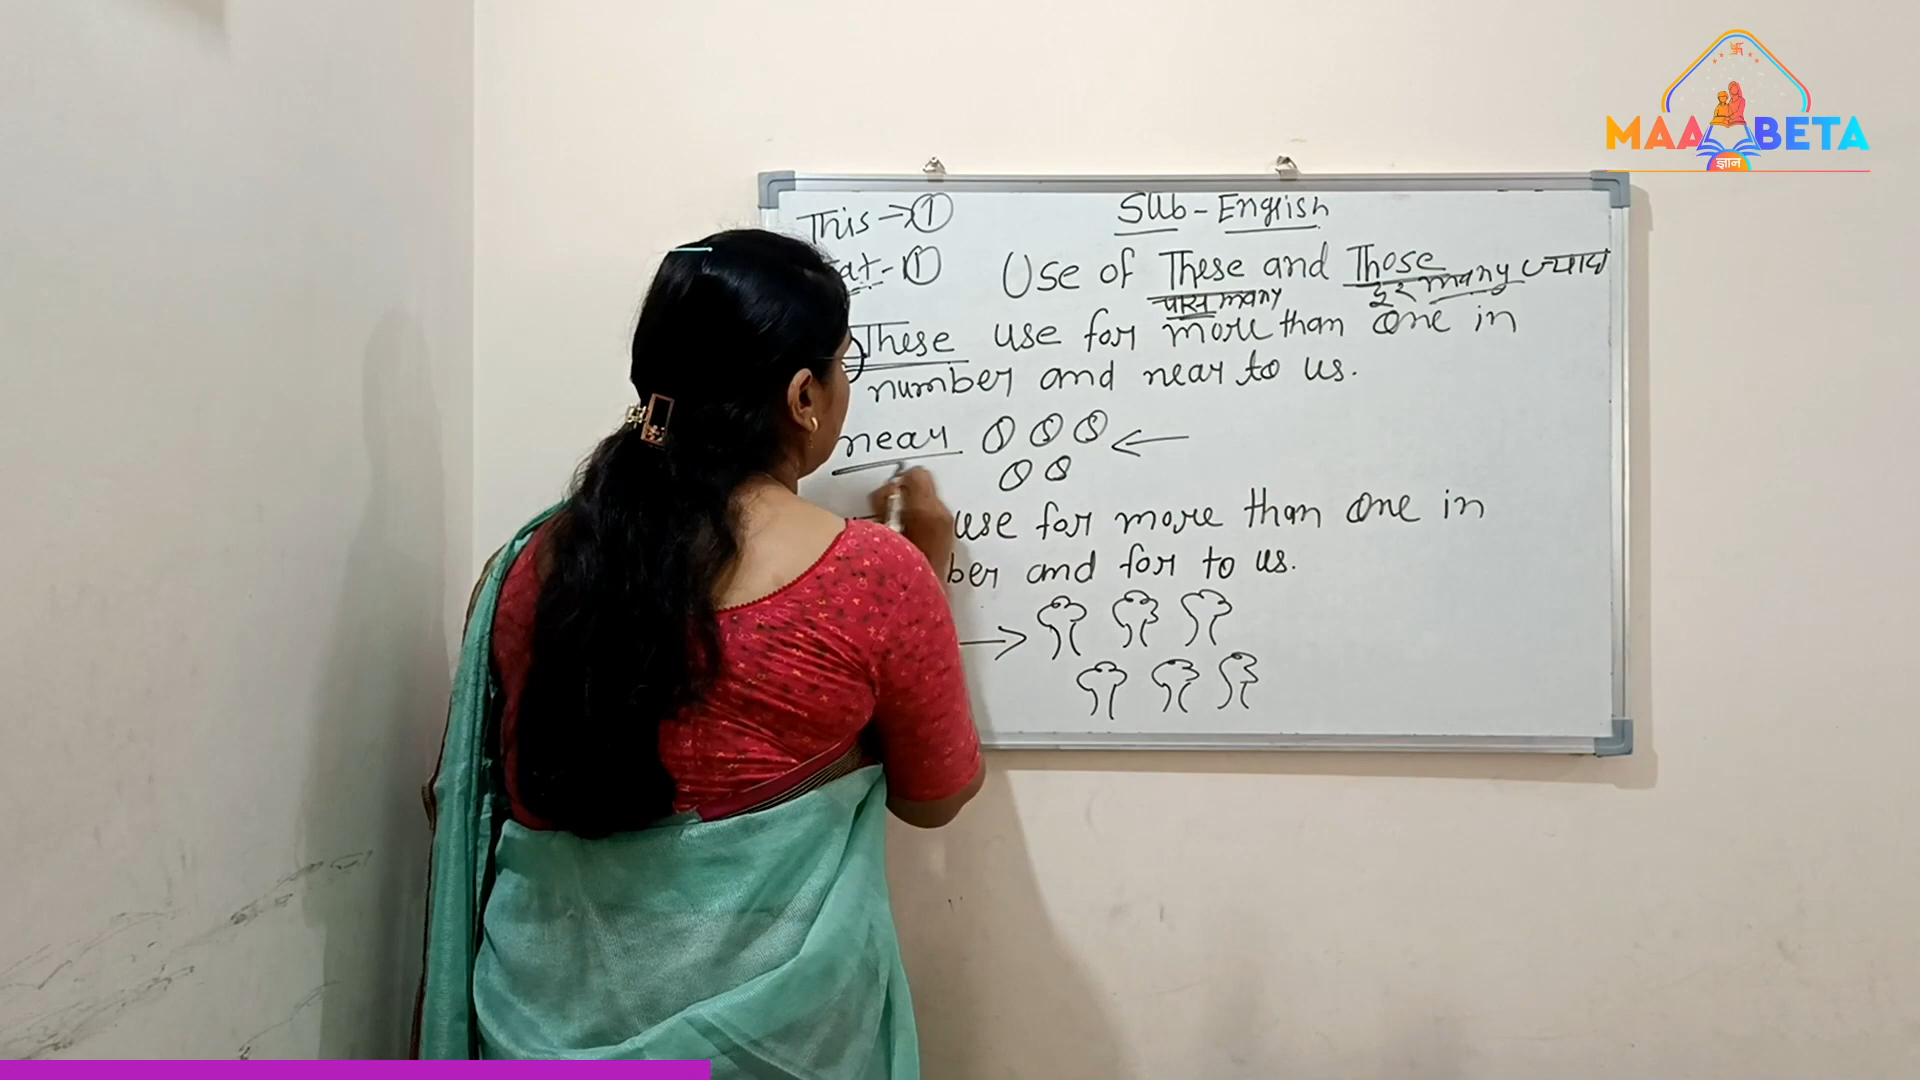 MAA BETA
ज्ञान
This → 1
at - 1
Sub - English
Use of These and Those
पास many
दूर many ज्यादा
These use for more than One in
number and near to us.
near
use for more than One in
ber and for to us.